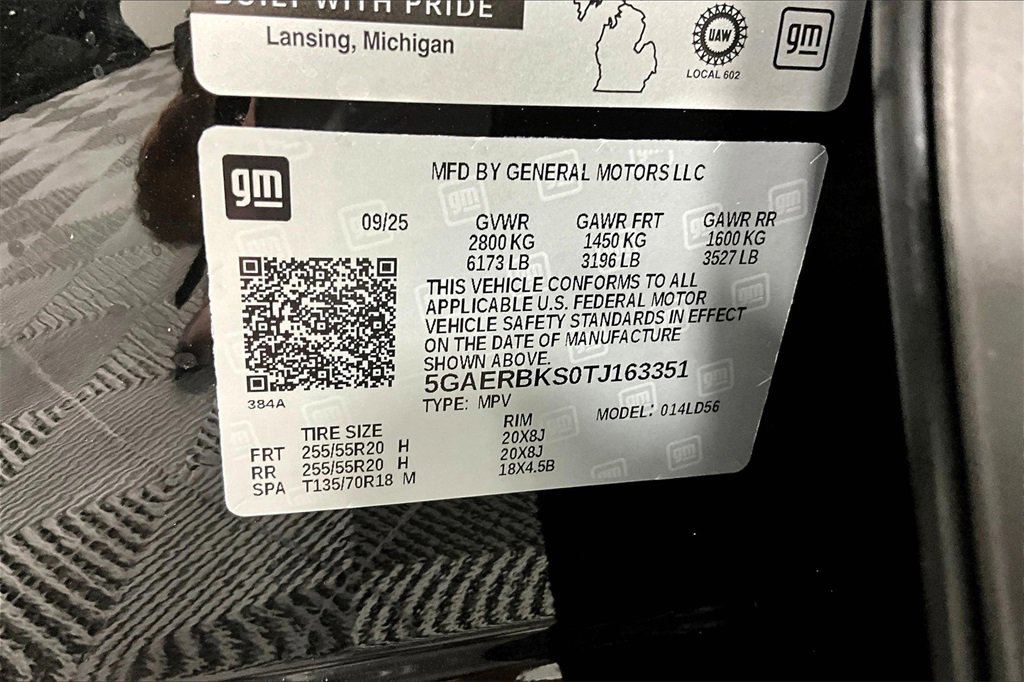 BUILT WITH PRIDE
Lansing, Michigan
UAW
LOCAL 602
gm
gm
MFD BY GENERAL MOTORS LLC
09/25 GVWR GAWR FRT GAWR RR
2800 KG 1450 KG 1600 KG
6173 LB 3196 LB 3527 LB
THIS VEHICLE CONFORMS TO ALL
APPLICABLE U.S. FEDERAL MOTOR
VEHICLE SAFETY STANDARDS IN EFFECT
ON THE DATE OF MANUFACTURE
SHOWN ABOVE.
5GAERBKS0TJ163351
384A
TYPE: MPV MODEL: 014LD56
TIRE SIZE RIM
FRT 255/55R20 H 20X8J
RR 255/55R20 H 20X8J
SPA T135/70R18 M 18X4.5B